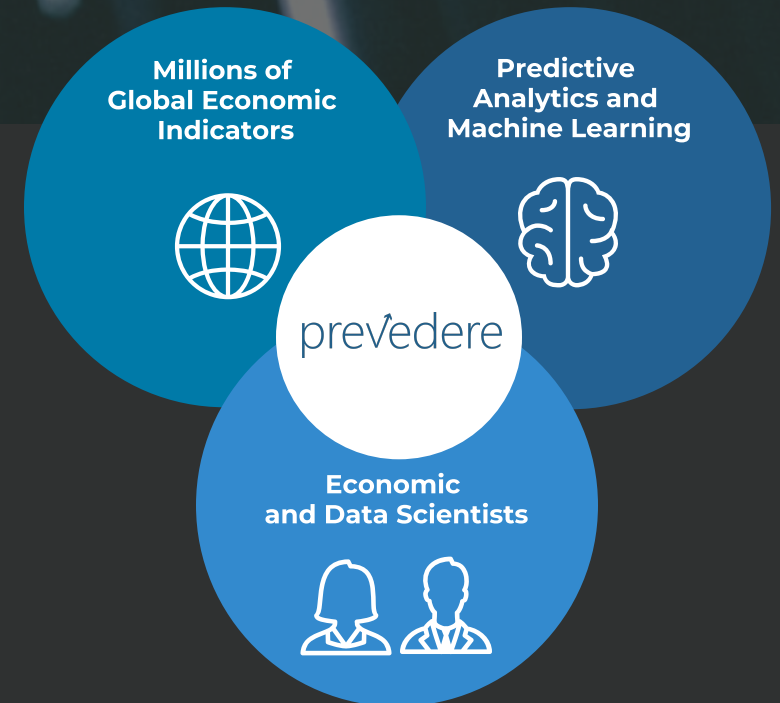 Millions of
Global Economic
Indicators
Predictive
Analytics and
Machine Learning
prevedere
Economic
and Data Scientists